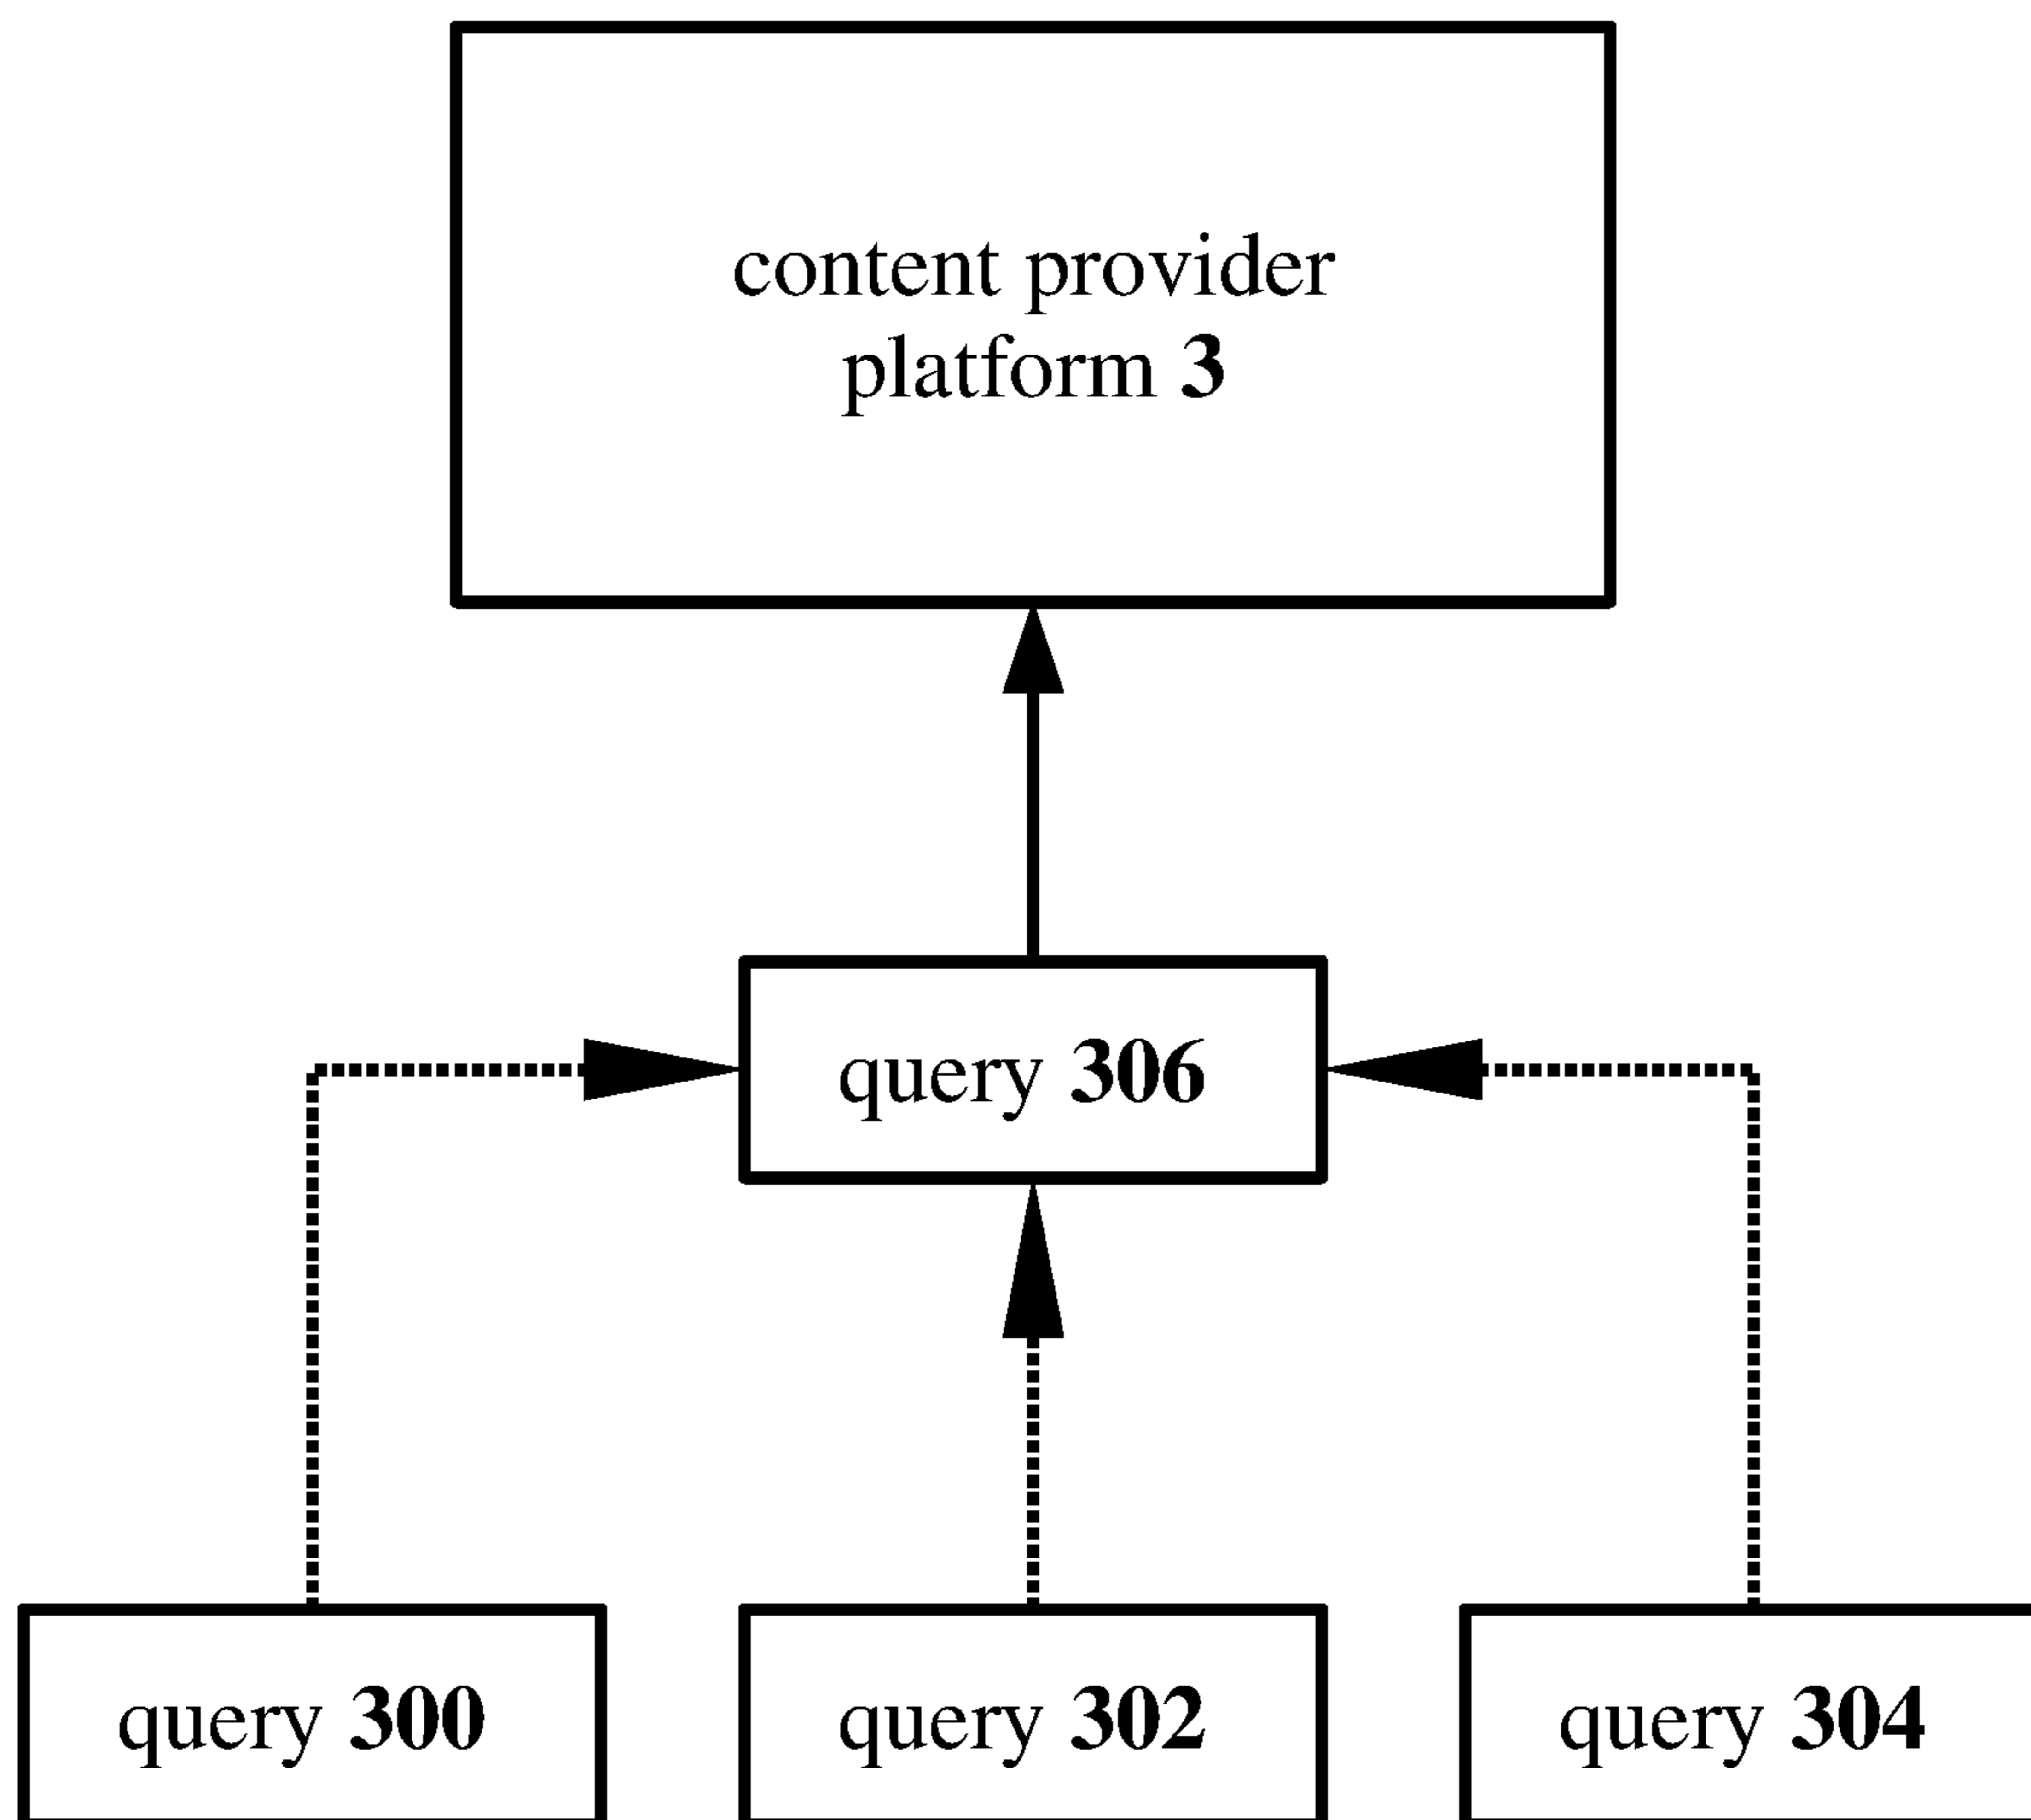 content provider
platform 3
query 306
query 300
query 302
query 304